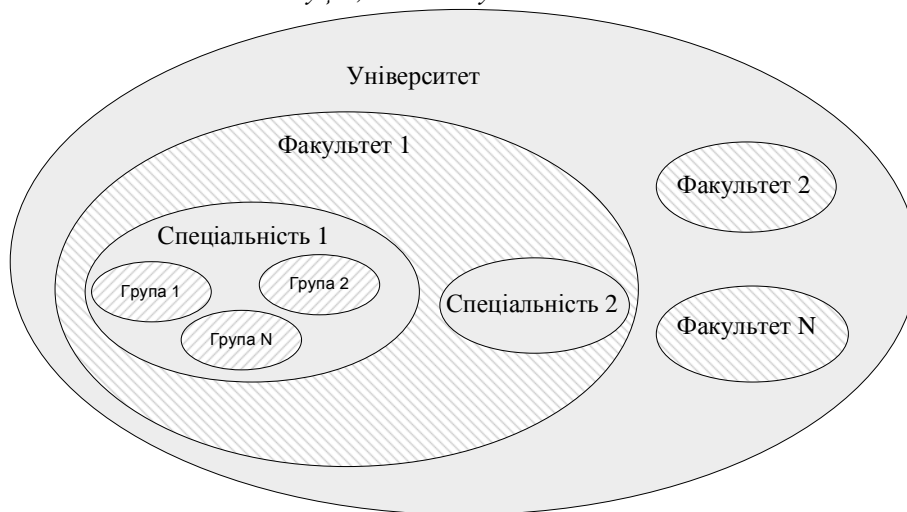 Університет
Факультет 1
Факультет 2
Спеціальність 1
Група 1
Група 2
Група N
Спеціальність 2
Факультет N